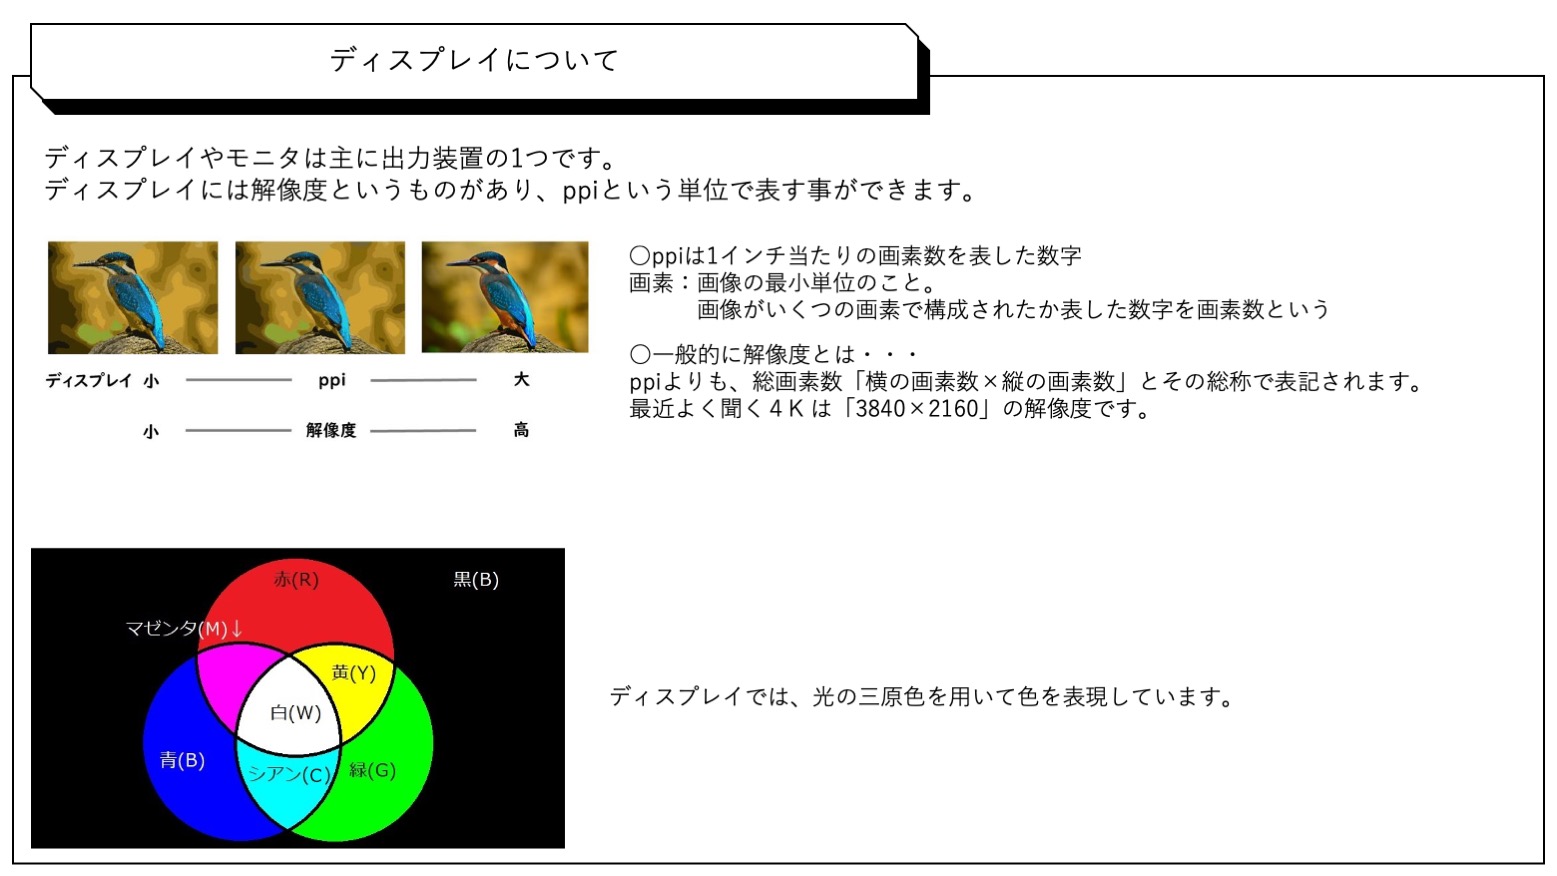 ディスプレイについて
ディスプレイやモニタは主に出力装置の1つです。
ディスプレイには解像度というものがあり、ppiという単位で表す事ができます。
ディスプレイ 小 ppi 大
小 解像度 高
〇ppiは1インチ当たりの画素数を表した数字
画素：画像の最小単位のこと。
画像がいくつの画素で構成されたか表した数字を画素数という
〇一般的に解像度とは・・・
ppiよりも、総画素数「横の画素数×縦の画素数」とその総称で表記されます。
最近よく聞く４Ｋは「3840×2160」の解像度です。
赤(R)
黒(B)
マゼンタ(M)↓
黄(Y)
白(W)
青(B)
シアン(C)
緑(G)
ディスプレイでは、光の三原色を用いて色を表現しています。